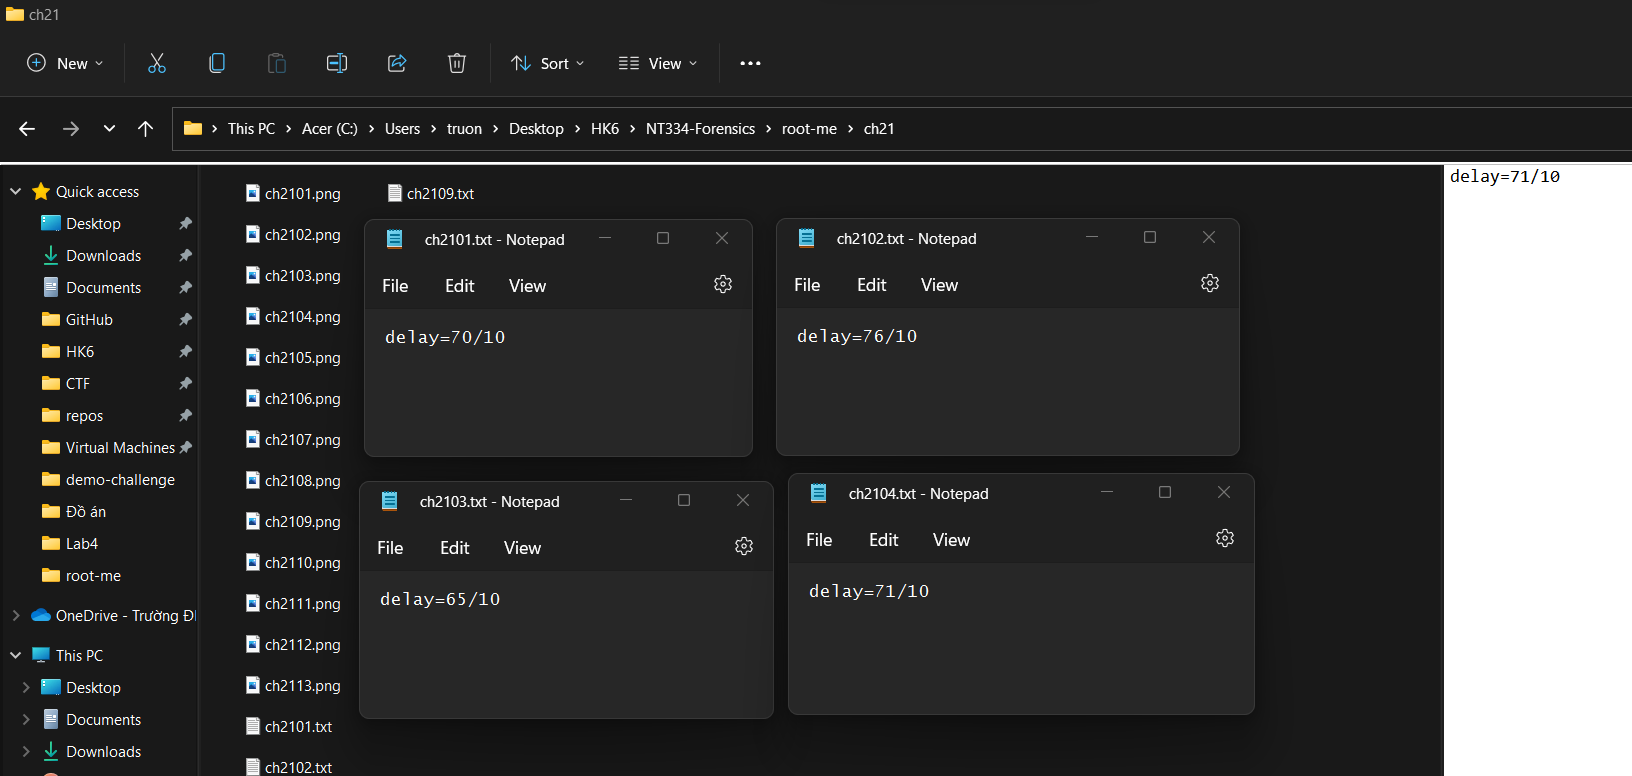 ch21
New
Sort
View
This PC > Acer (C:) > Users > truon > Desktop > HK6 > NT334-Forensics > root-me > ch21
Quick access
Desktop
Downloads
Documents
GitHub
HK6
CTF
repos
Virtual Machines
demo-challenge
Đồ án
Lab4
root-me
OneDrive - Trường
This PC
Desktop
Documents
Downloads
ch2101.png
ch2102.png
ch2103.png
ch2104.png
ch2105.png
ch2106.png
ch2107.png
ch2108.png
ch2109.png
ch2110.png
ch2111.png
ch2112.png
ch2113.png
ch2101.txt
ch2102.txt
ch2109.txt
ch2101.txt - Notepad
File Edit View
delay=70/10
ch2102.txt - Notepad
File Edit View
delay=76/10
ch2103.txt - Notepad
File Edit View
delay=65/10
ch2104.txt - Notepad
File Edit View
delay=71/10
delay=71/10